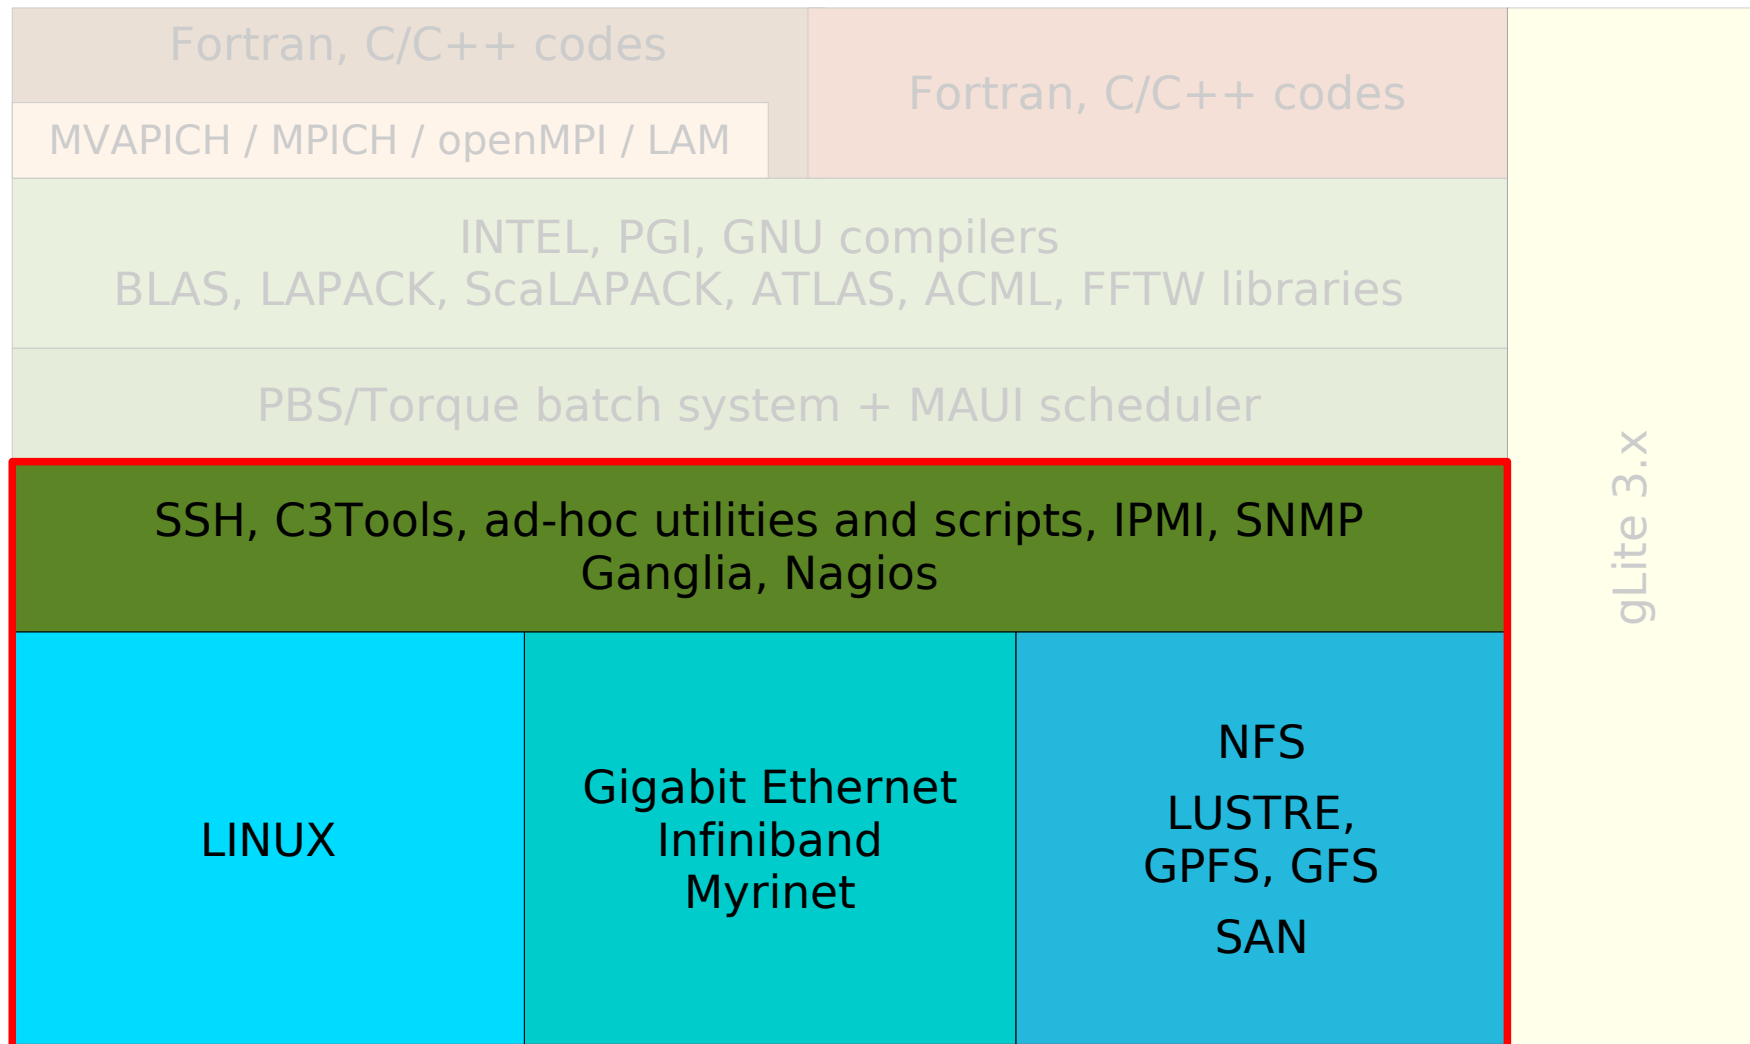 Fortran, C/C++ codes
Fortran, C/C++ codes
MVAPICH / MPICH / openMPI / LAM
INTEL, PGI, GNU compilers
BLAS, LAPACK, ScaLAPACK, ATLAS, ACML, FFTW libraries
PBS/Torque batch system + MAUI scheduler
SSH, C3Tools, ad-hoc utilities and scripts, IPMI, SNMP
Ganglia, Nagios
LINUX
Gigabit Ethernet
Infiniband
Myrinet
NFS
LUSTRE,
GPFS, GFS
SAN
gLite 3.x